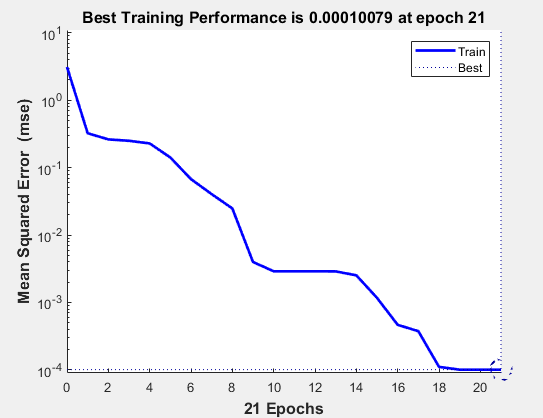 Best Training Performance is 0.00010079 at epoch 21
Mean Squared Error (mse)
10^1
10^0
10^-1
10^-2
10^-3
10^-4
Train
Best
0 2 4 6 8 10 12 14 16 18 20
21 Epochs